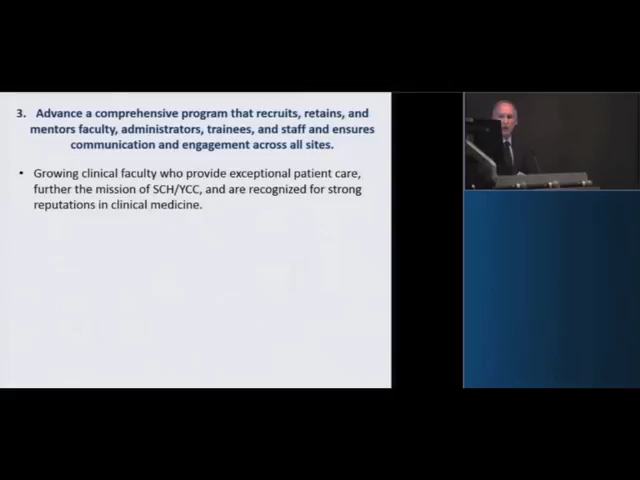 3. Advance a comprehensive program that recruits, retains, and
mentors faculty, administrators, trainees, and staff and ensures
communication and engagement across all sites.
• Growing clinical faculty who provide exceptional patient care,
further the mission of SCH/YCC, and are recognized for strong
reputations in clinical medicine.